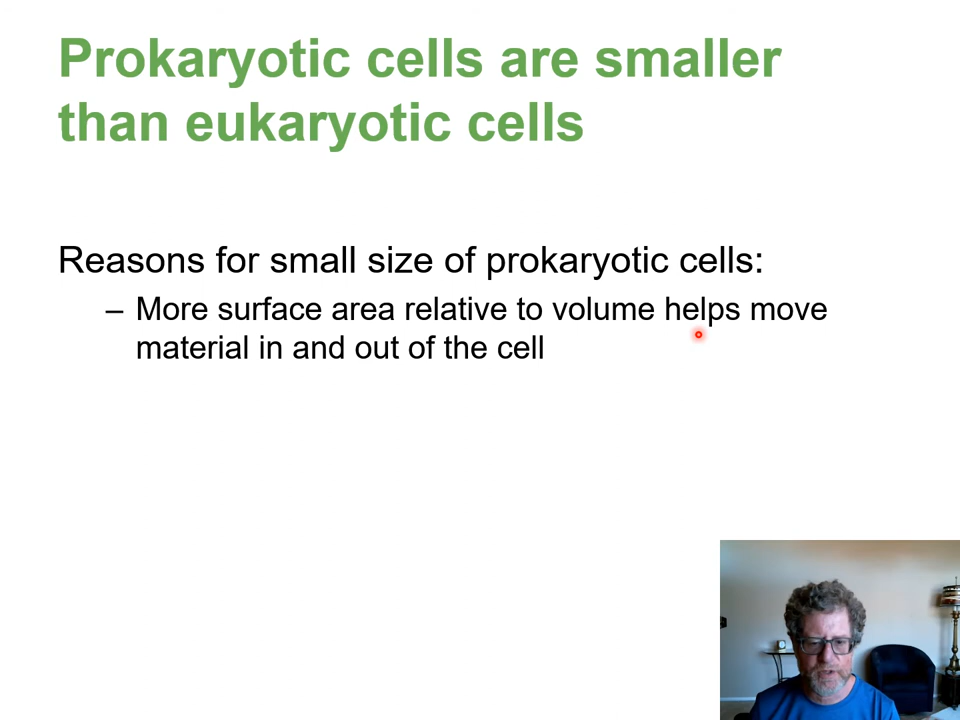 Prokaryotic cells are smaller
than eukaryotic cells
Reasons for small size of prokaryotic cells:
– More surface area relative to volume helps move
material in and out of the cell